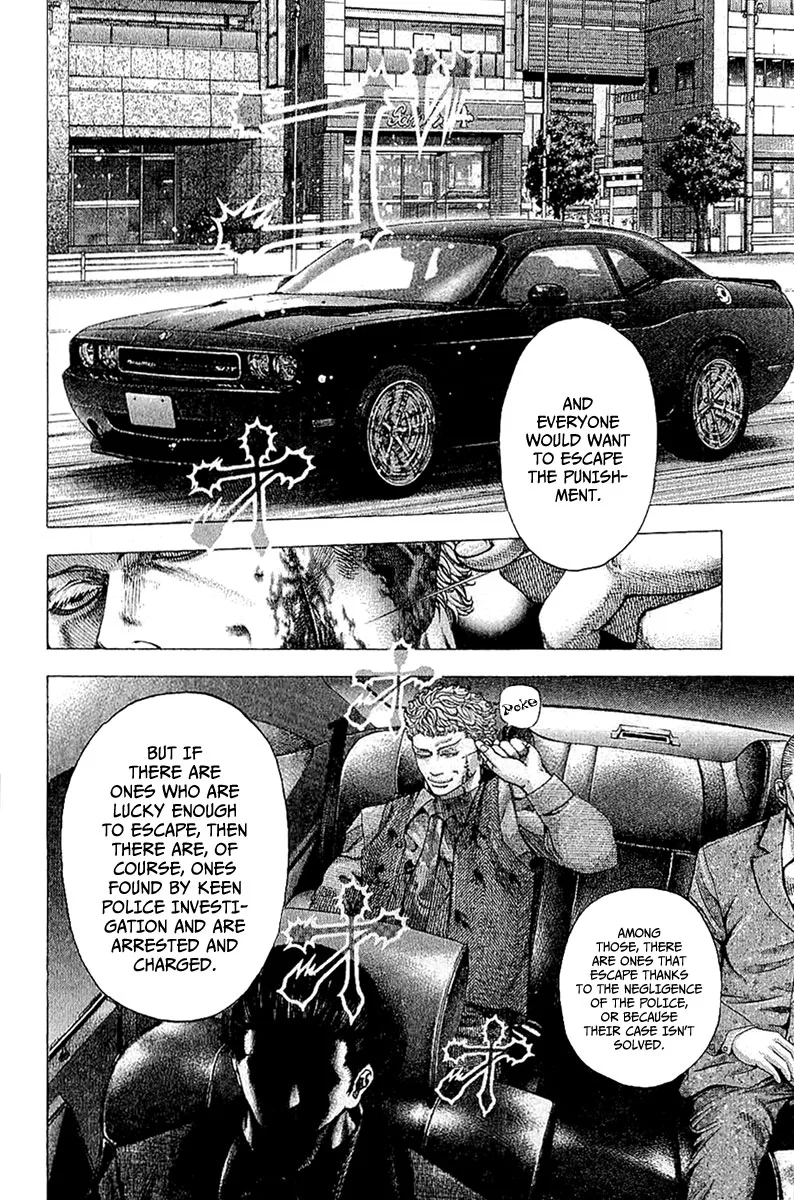 AND
EVERYONE
WOULD WANT
TO ESCAPE
THE PUNISH-
MENT.
poke
BUT IF
THERE ARE
ONES WHO ARE
LUCKY ENOUGH
TO ESCAPE, THEN
THERE ARE, OF
COURSE, ONES
FOUND BY KEEN
POLICE INVESTI-
GATION AND ARE
ARRESTED AND
CHARGED.
AMONG
THOSE, THERE
ARE ONES THAT
ESCAPE THANKS
TO THE NEGLIGENCE
OF THE POLICE,
OR BECAUSE
THEIR CASE ISN'T
SOLVED.